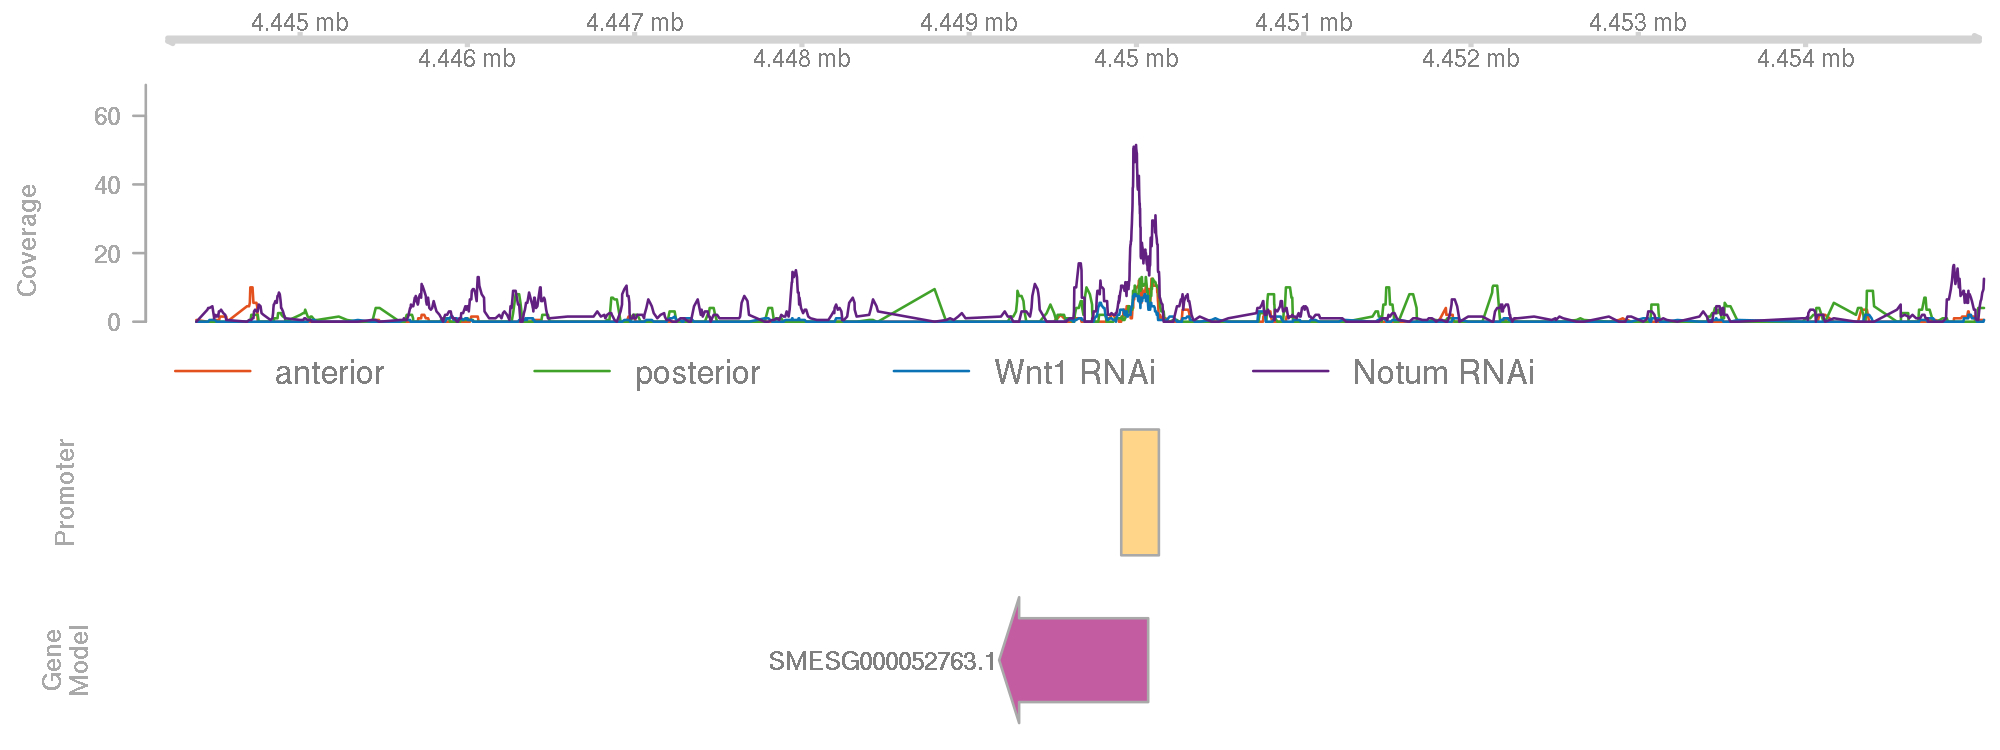 4.445 mb 4.447 mb 4.449 mb 4.451 mb 4.453 mb
4.446 mb 4.448 mb 4.45 mb 4.452 mb 4.454 mb
Coverage
60
40
20
0
anterior posterior Wnt1 RNAi Notum RNAi
Promoter
Gene
Model
SMESG000052763.1